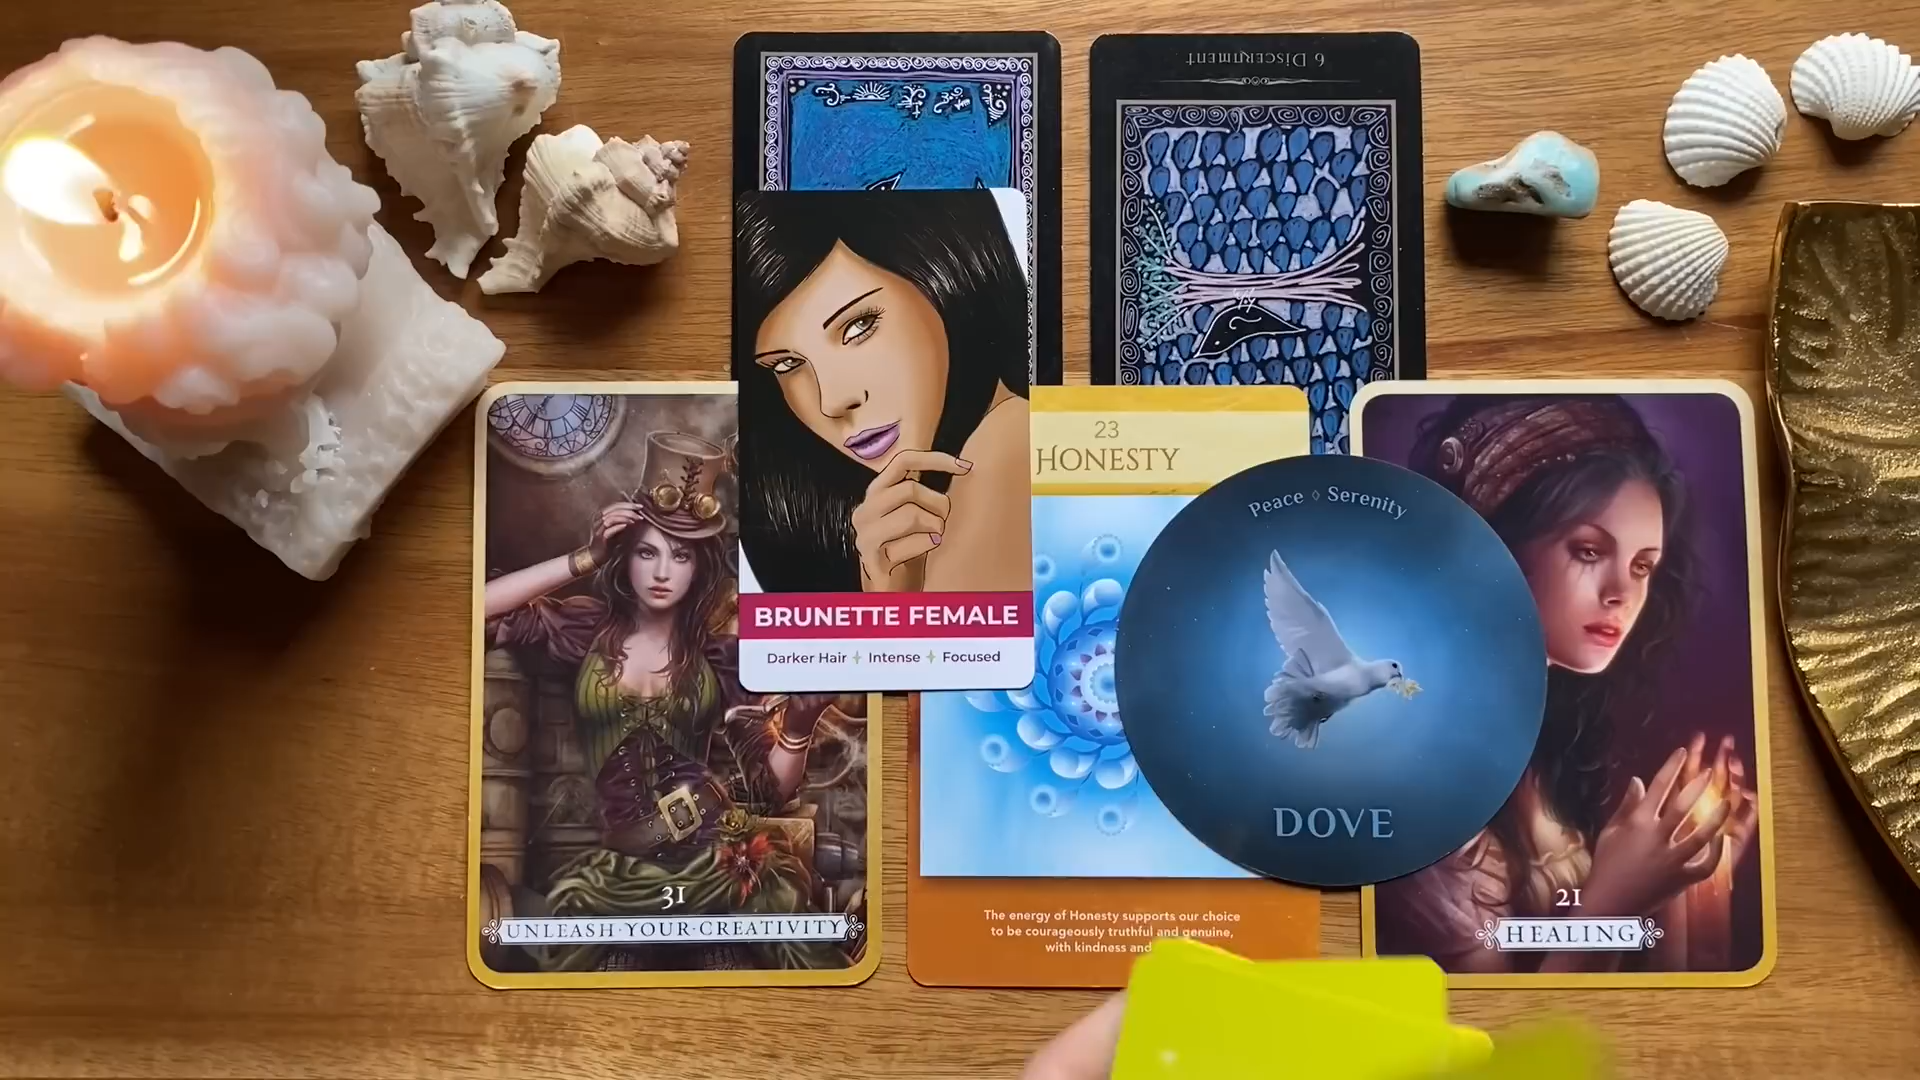 6 Discernment
23
HONESTY
Peace ◊ Serenity
BRUNETTE FEMALE
Darker Hair + Intense + Focused
DOVE
31
UNLEASH·YOUR·CREATIVITY
The energy of Honesty supports our choice
to be courageously truthful and genuine,
with kindness and
21
HEALING